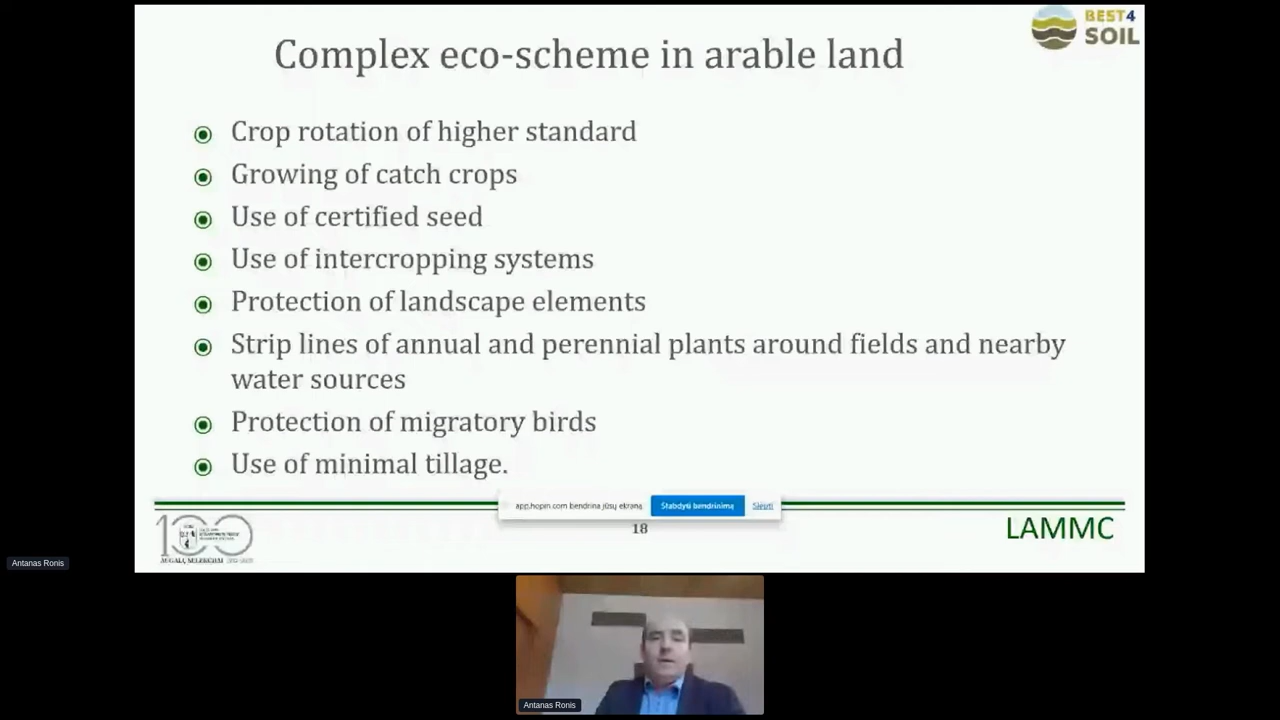 BEST4
SOIL
Complex eco-scheme in arable land
Crop rotation of higher standard
Growing of catch crops
Use of certified seed
Use of intercropping systems
Protection of landscape elements
Strip lines of annual and perennial plants around fields and nearby
water sources
Protection of migratory birds
Use of minimal tillage.
app.hopin.com bendrina jūsų ekraną
Stabdyti bendrinimą
Slėpti
18
100
AUGALŲ SELEKCIJAI
LAMMC
Antanas Ronis
Antanas Ronis